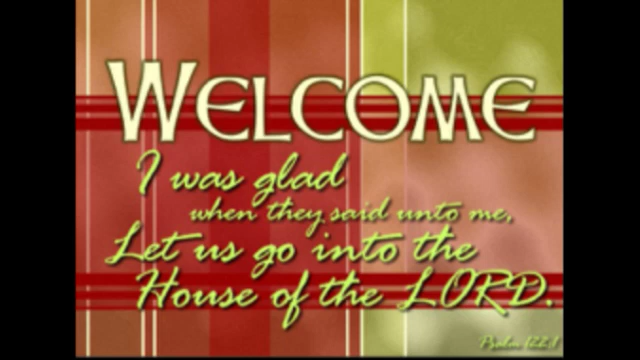 WELCOME
I was glad
when they said unto me,
Let us go into the
House of the LORD.
Psalm 122:1